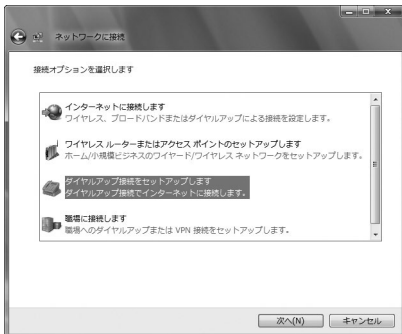 ネットワークに接続
接続オプションを選択します
インターネットに接続します
ワイヤレス、ブロードバンドまたはダイヤルアップによる接続を設定します。
ワイヤレス ルーターまたはアクセス ポイントのセットアップします
ホーム/小規模ビジネスのワイヤード/ワイヤレス ネットワークをセットアップします。
ダイヤルアップ接続をセットアップします
ダイヤルアップ接続でインターネットに接続します。
職場に接続します
職場へのダイヤルアップまたは VPN 接続をセットアップします。
次へ(N)
キャンセル